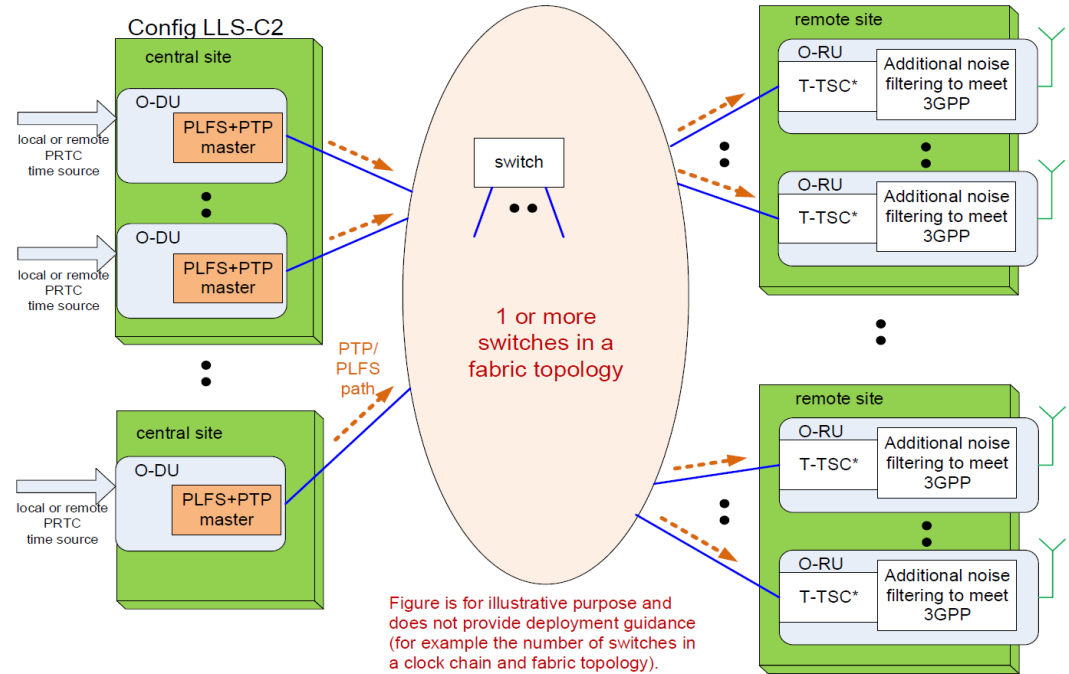 Config LLS-C2
central site
O-DU
PLFS+PTP
master
local or remote
PRTC
time source
O-DU
PLFS+PTP
master
local or remote
PRTC
time source
central site
O-DU
PLFS+PTP
master
local or remote
PRTC
time source
PTP/
PLFS
path
switch
1 or more
switches in a
fabric topology
Figure is for illustrative purpose and
does not provide deployment guidance
(for example the number of switches in
a clock chain and fabric topology).
remote site
O-RU
T-TSC*
Additional noise
filtering to meet
3GPP
O-RU
T-TSC*
Additional noise
filtering to meet
3GPP
remote site
O-RU
T-TSC*
Additional noise
filtering to meet
3GPP
O-RU
T-TSC*
Additional noise
filtering to meet
3GPP